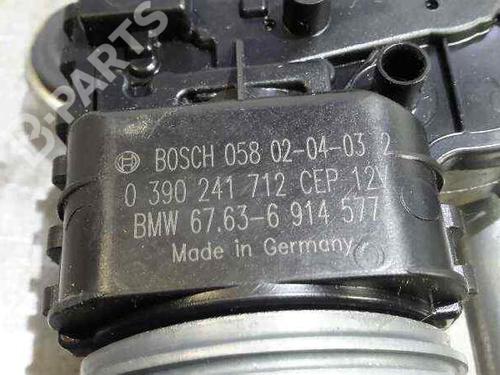 B-PARTS
BOSCH 058 02-04-03 2
0 390 241 712 CEP 12V
BMW 67.63-6 914 577
Made in Germany